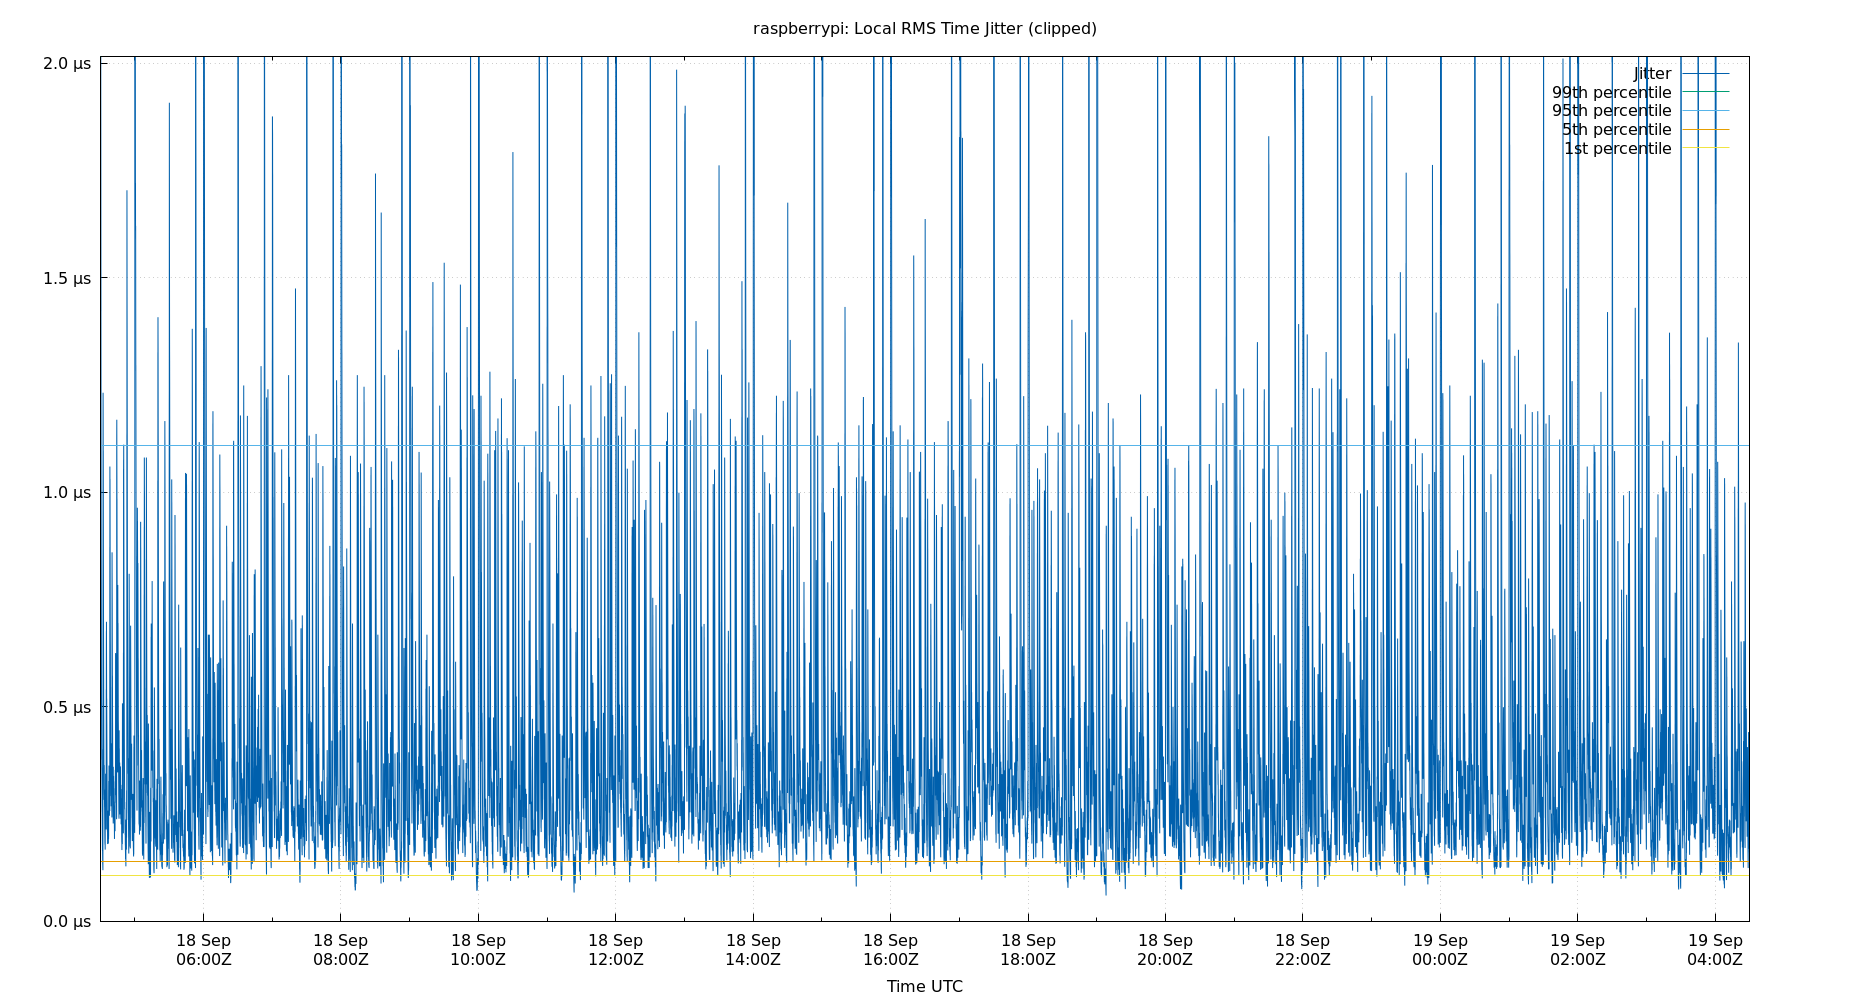 raspberrypi: Local RMS Time Jitter (clipped)
2.0 µs
1.5 µs
1.0 µs
0.5 µs
0.0 µs
Jitter
99th percentile
95th percentile
5th percentile
1st percentile
18 Sep 18 Sep 18 Sep 18 Sep 18 Sep 18 Sep 18 Sep 18 Sep 18 Sep 19 Sep 19 Sep 19 Sep
06:00Z 08:00Z 10:00Z 12:00Z 14:00Z 16:00Z 18:00Z 20:00Z 22:00Z 00:00Z 02:00Z 04:00Z
Time UTC